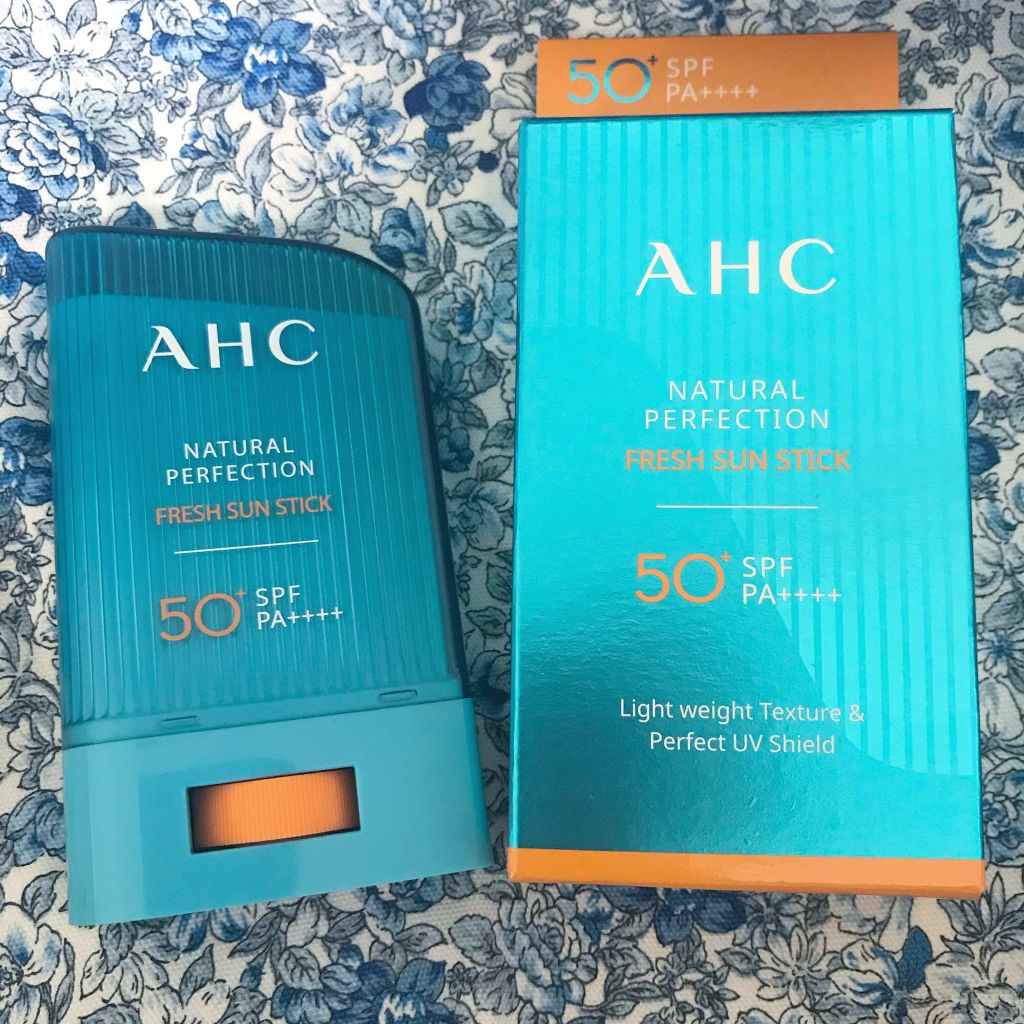 AHC
NATURAL
PERFECTION
FRESH SUN STICK
50+ SPF
PA++++
50+ SPF
PA++++
AHC
NATURAL
PERFECTION
FRESH SUN STICK
50+ SPF
PA++++
Light weight Texture &
Perfect UV Shield